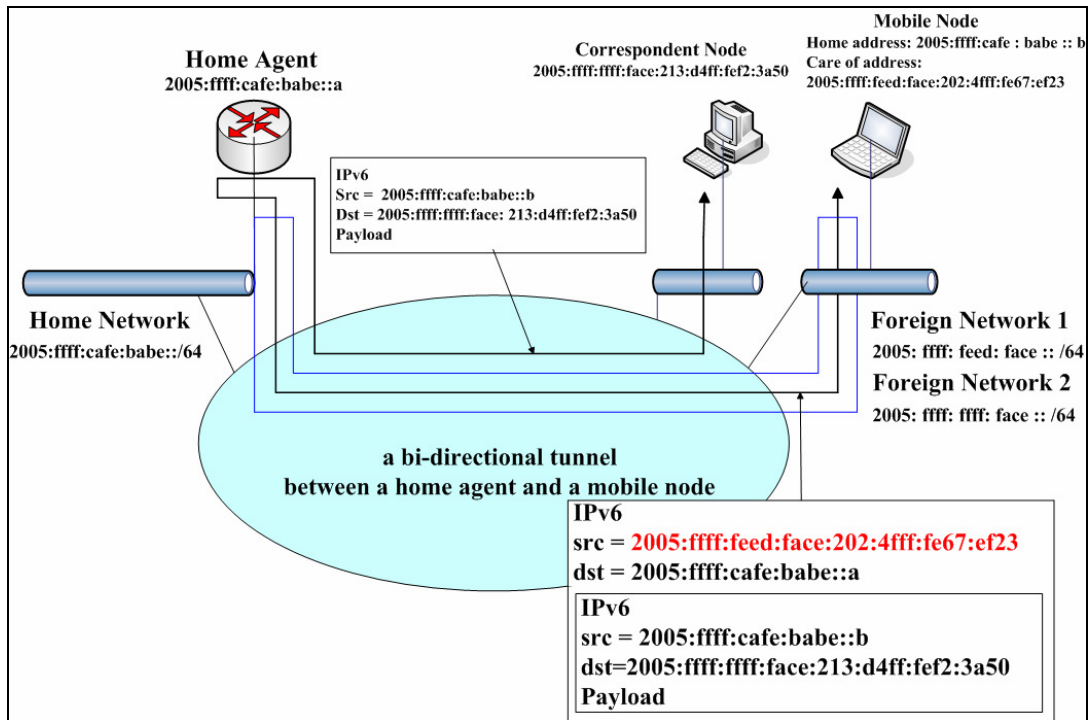 Home Agent
2005:ffff:cafe:babe::a
Correspondent Node
2005:ffff:ffff:face:213:d4ff:fef2:3a50
Mobile Node
Home address: 2005:ffff:cafe : babe :: b
Care of address:
2005:ffff:feed:face:202:4fff:fe67:ef23
IPv6
Src = 2005:ffff:cafe:babe::b
Dst = 2005:ffff:ffff:face: 213:d4ff:fef2:3a50
Payload
Home Network
2005:ffff:cafe:babe::/64
Foreign Network 1
2005: ffff: feed: face :: /64
Foreign Network 2
2005: ffff: ffff: face :: /64
a bi-directional tunnel
between a home agent and a mobile node
IPv6
src = 2005:ffff:feed:face:202:4fff:fe67:ef23
dst = 2005:ffff:cafe:babe::a
IPv6
src = 2005:ffff:cafe:babe::b
dst=2005:ffff:ffff:face:213:d4ff:fef2:3a50
Payload